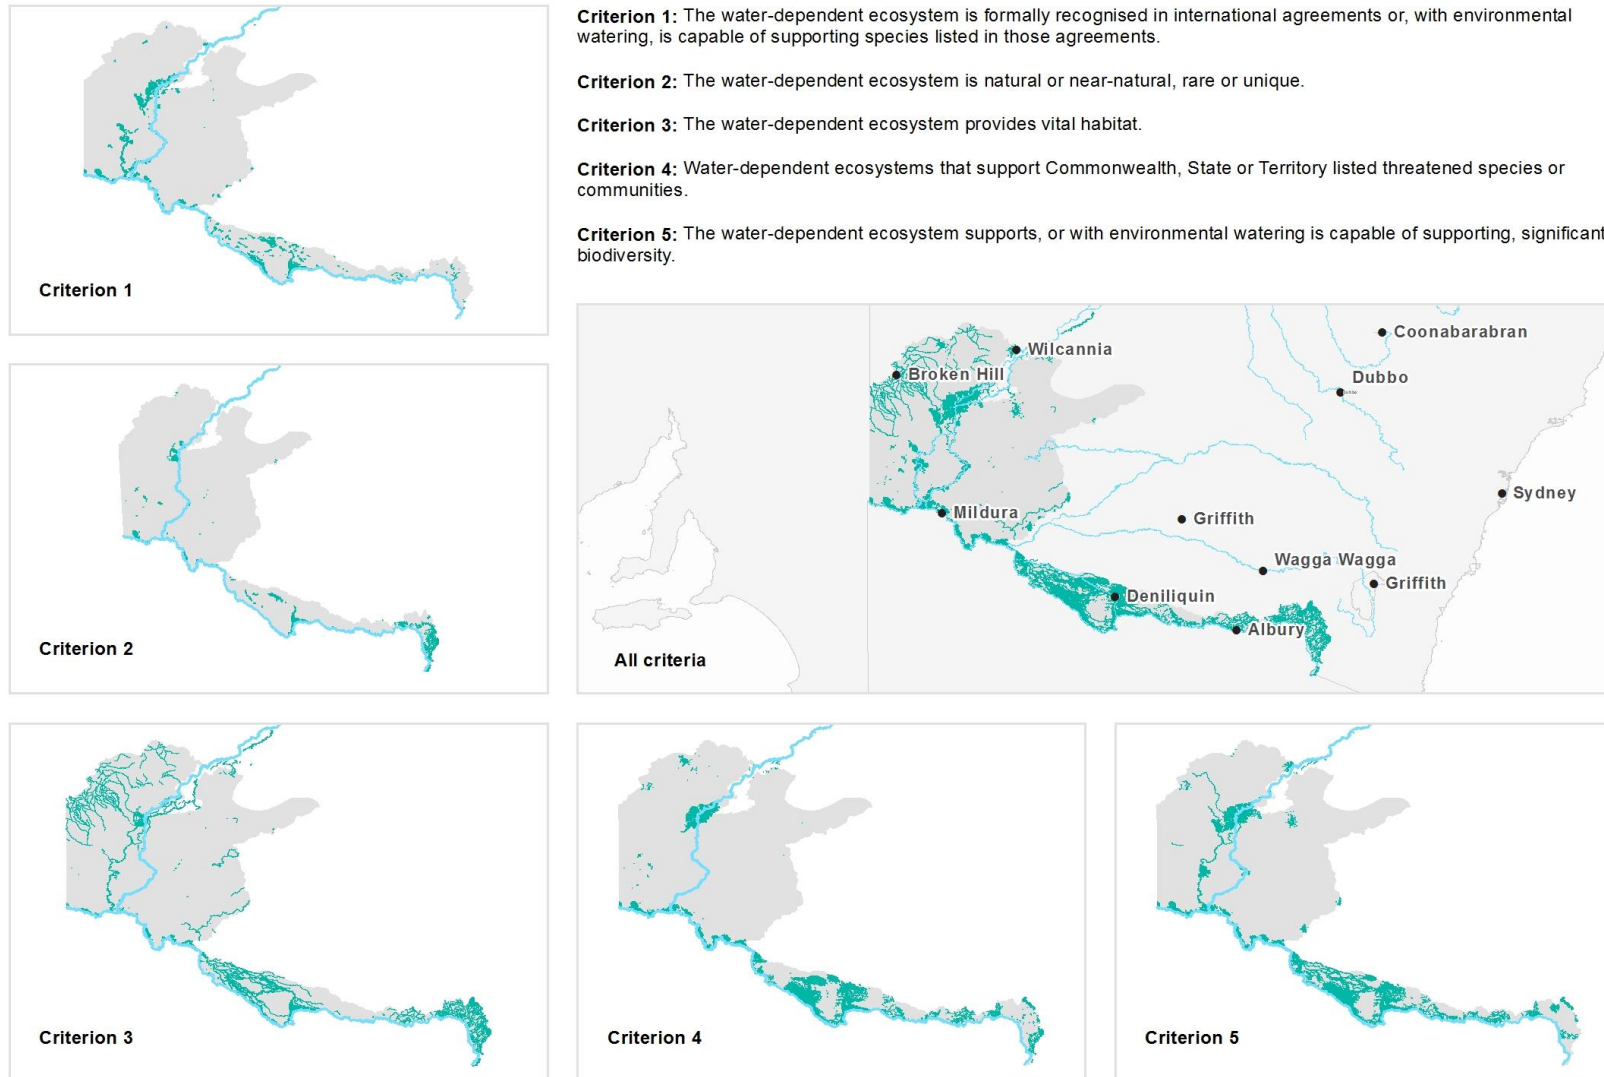 Criterion 1: The water-dependent ecosystem is formally recognised in international agreements or, with environmental
watering, is capable of supporting species listed in those agreements.
Criterion 2: The water-dependent ecosystem is natural or near-natural, rare or unique.
Criterion 3: The water-dependent ecosystem provides vital habitat.
Criterion 4: Water-dependent ecosystems that support Commonwealth, State or Territory listed threatened species or
communities.
Criterion 5: The water-dependent ecosystem supports, or with environmental watering is capable of supporting, significant
biodiversity.
Criterion 1
Coonabarabran
Wilcannia
Broken Hill
Dubbo
Sydney
Mildura
Griffith
Wagga Wagga
Griffith
Deniliquin
Albury
All criteria
Criterion 2
Criterion 3
Criterion 4
Criterion 5